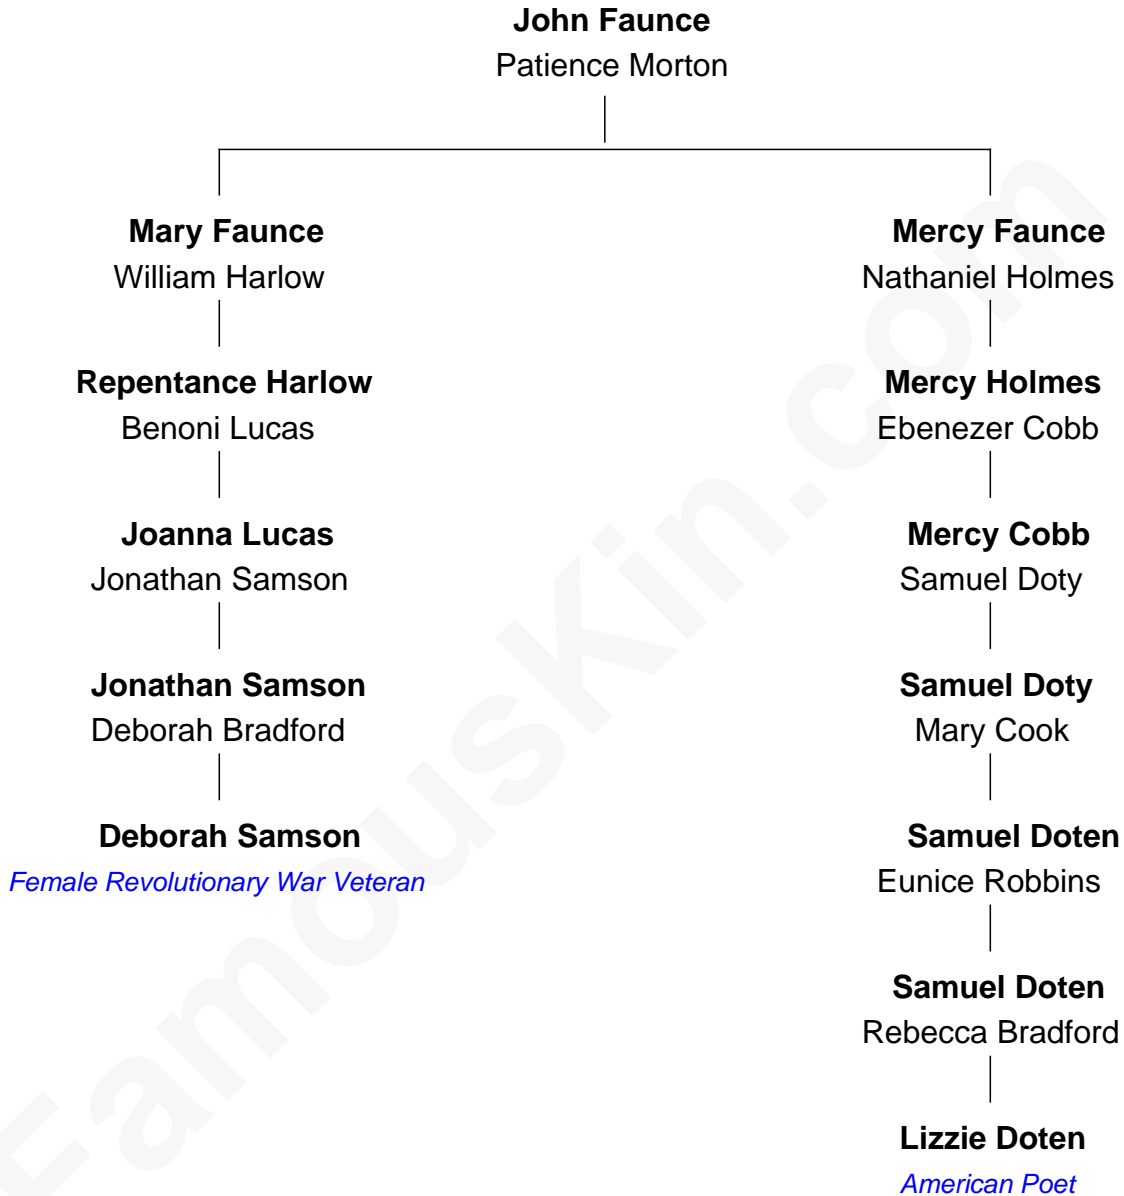 John Faunce
Patience Morton
Mary Faunce
William Harlow
Mercy Faunce
Nathaniel Holmes
Repentance Harlow
Benoni Lucas
Mercy Holmes
Ebenezer Cobb
Joanna Lucas
Jonathan Samson
Mercy Cobb
Samuel Doty
Jonathan Samson
Deborah Bradford
Samuel Doty
Mary Cook
Deborah Samson
Female Revolutionary War Veteran
Samuel Doten
Eunice Robbins
Samuel Doten
Rebecca Bradford
Lizzie Doten
American Poet
FamousKin.com